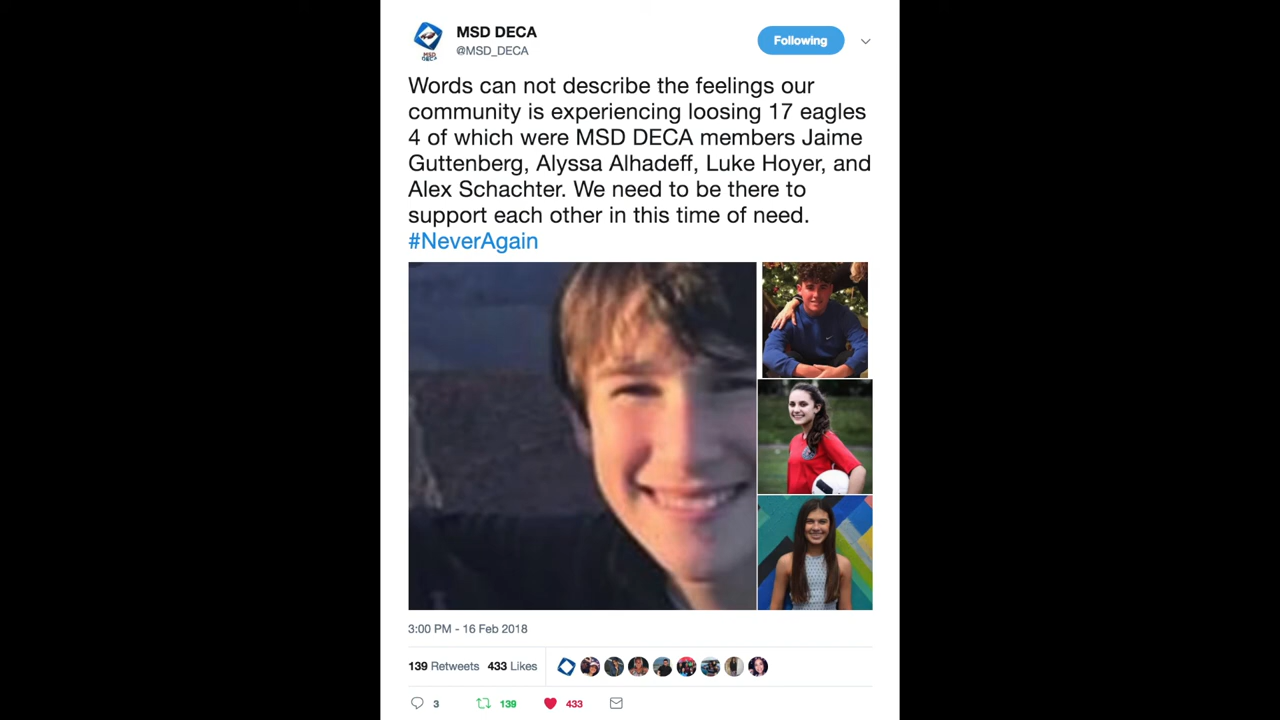 MSD DECA
@MSD_DECA
Following
Words can not describe the feelings our
community is experiencing loosing 17 eagles
4 of which were MSD DECA members Jaime
Guttenberg, Alyssa Alhadeff, Luke Hoyer, and
Alex Schachter. We need to be there to
support each other in this time of need.
#NeverAgain
3:00 PM - 16 Feb 2018
139 Retweets 433 Likes
3 139 433